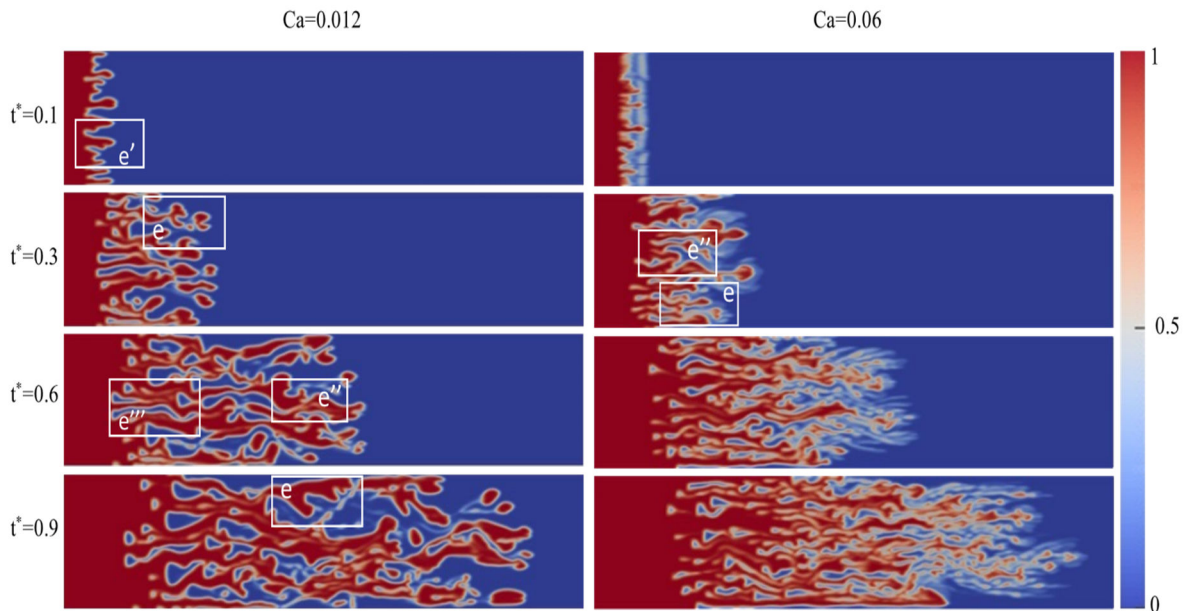 Ca=0.012
Ca=0.06
1
t*=0.1
e′
t*=0.3
e
e″
e
0.5
t*=0.6
e‴
e″
e
t*=0.9
0